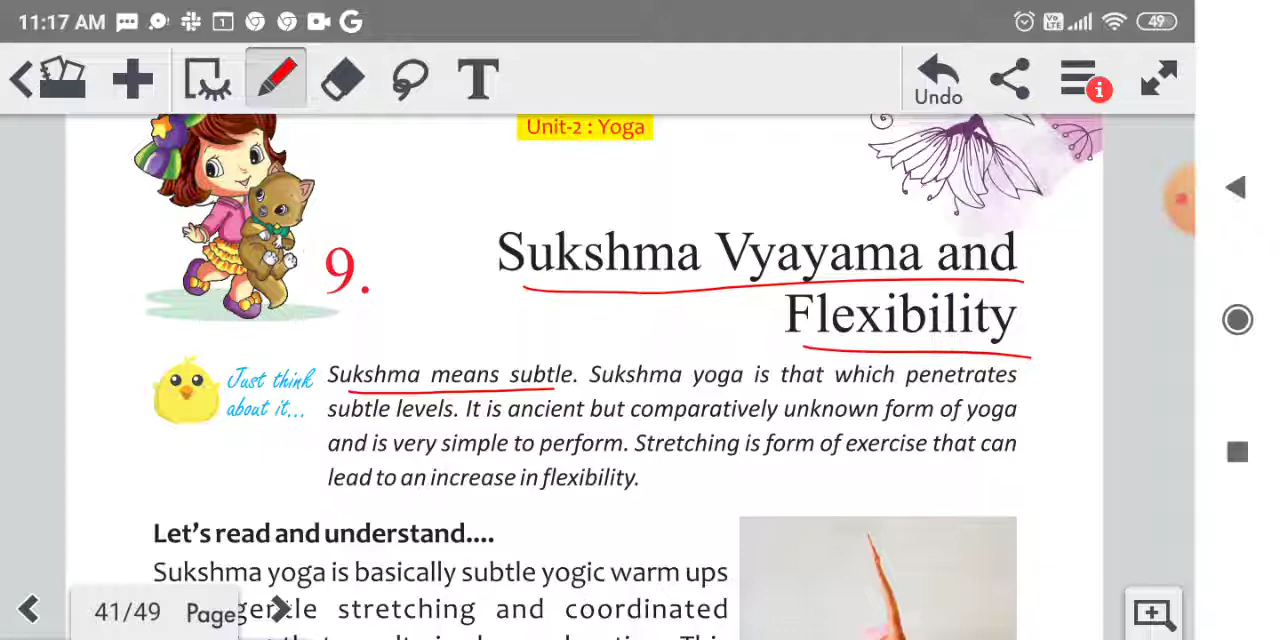 11:17 AM
49
Undo
Unit-2 : Yoga
9.
Sukshma Vyayama and
Flexibility
Just think
about it...
Sukshma means subtle. Sukshma yoga is that which penetrates
subtle levels. It is ancient but comparatively unknown form of yoga
and is very simple to perform. Stretching is form of exercise that can
lead to an increase in flexibility.
Let's read and understand....
Sukshma yoga is basically subtle yogic warm ups
gentle stretching and coordinated
41/49 Page